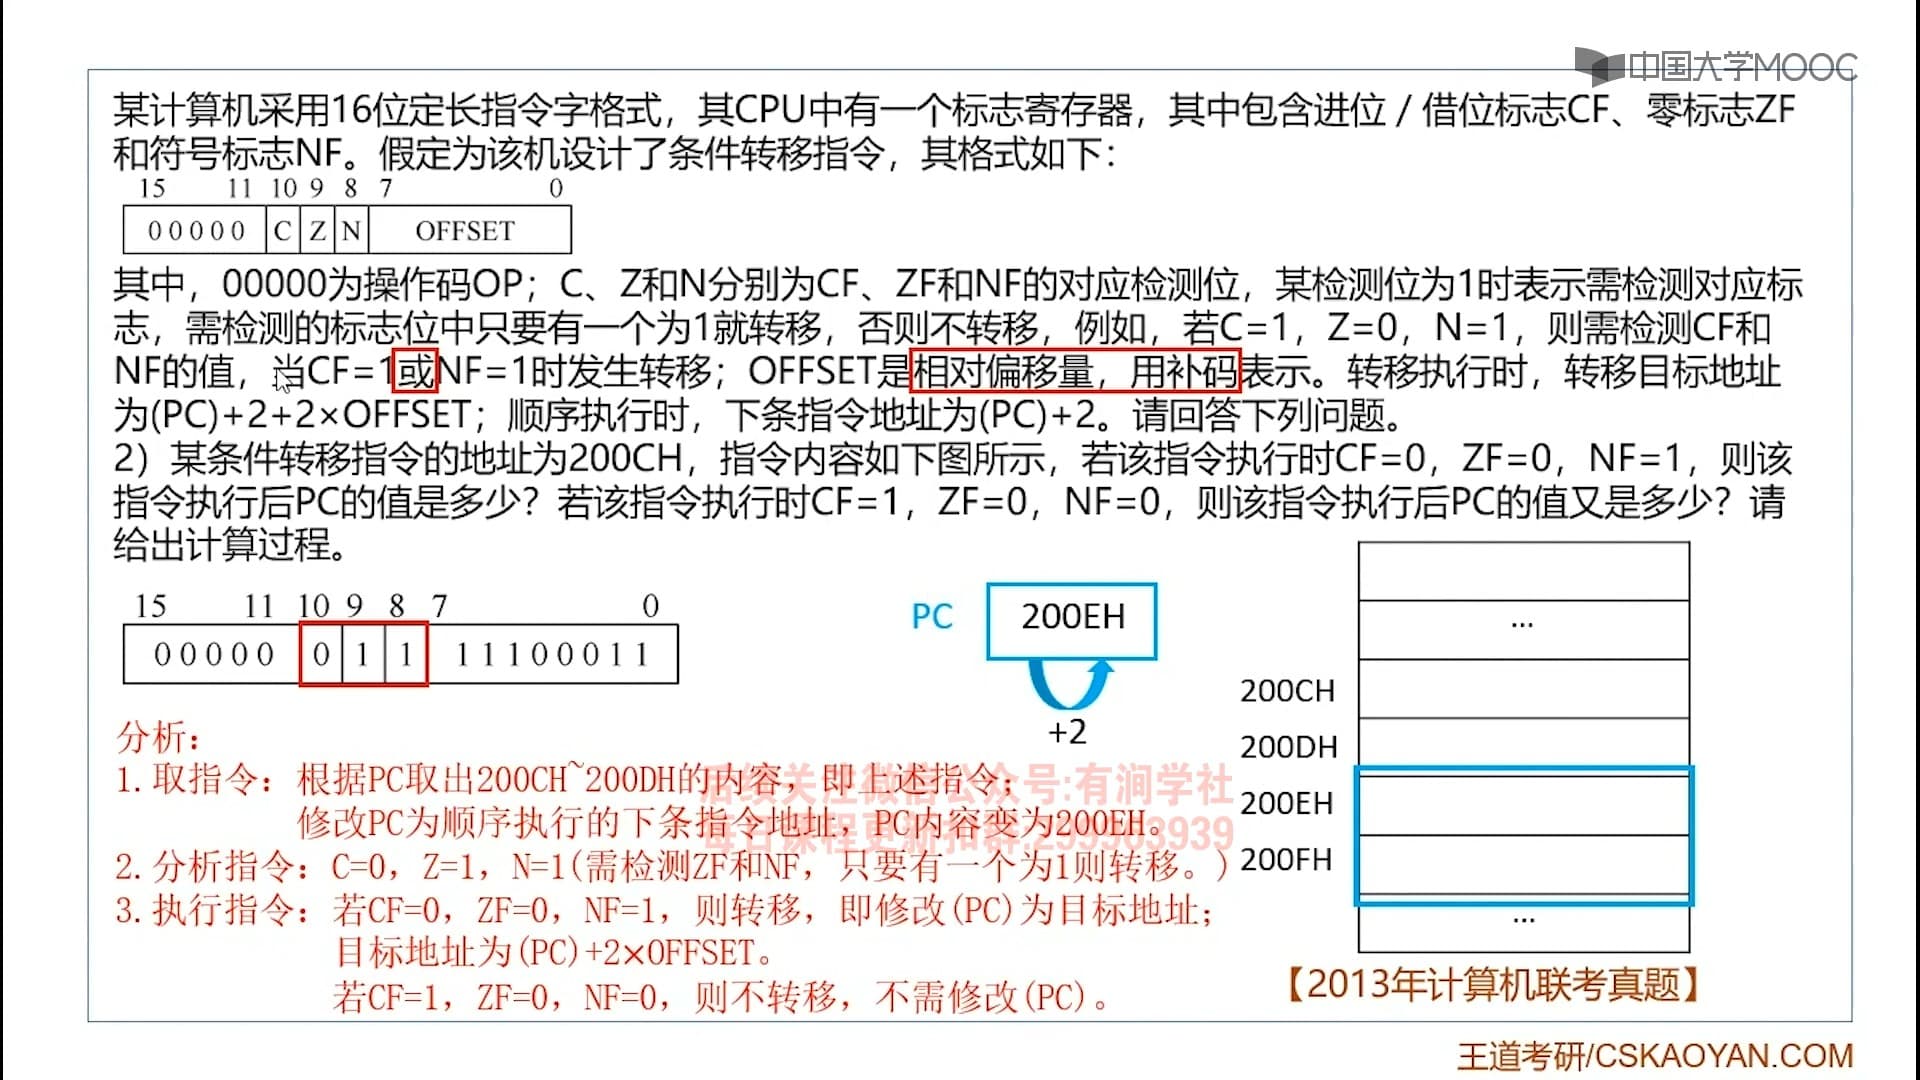 中国大学MOOC
某计算机采用16位定长指令字格式，其CPU中有一个标志寄存器，其中包含进位/借位标志CF、零标志ZF
和符号标志NF。假定为该机设计了条件转移指令，其格式如下：
15 11 10 9 8 7 0
00000 C Z N OFFSET
其中，00000为操作码OP；C、Z和N分别为CF、ZF和NF的对应检测位，某检测位为1时表示需检测对应标
志，需检测的标志位中只要有一个为1就转移，否则不转移，例如，若C=1，Z=0，N=1，则需检测CF和
NF的值，当CF=1或NF=1时发生转移；OFFSET是相对偏移量，用补码表示。转移执行时，转移目标地址
为(PC)+2+2×OFFSET；顺序执行时，下条指令地址为(PC)+2。请回答下列问题。
2）某条件转移指令的地址为200CH，指令内容如下图所示，若该指令执行时CF=0，ZF=0，NF=1，则该
指令执行后PC的值是多少？若该指令执行时CF=1，ZF=0，NF=0，则该指令执行后PC的值又是多少？请
给出计算过程。
15 11 10 9 8 7 0
00000 0 1 1 11100011
PC 200EH
+2
...
200CH
200DH
200EH
200FH
...
分析：
1.取指令：根据PC取出200CH~200DH的内容，即上述指令；
修改PC为顺序执行的下条指令地址，PC内容变为200EH。
2.分析指令：C=0，Z=1，N=1(需检测ZF和NF，只要有一个为1则转移。)
3.执行指令：若CF=0，ZF=0，NF=1，则转移，即修改(PC)为目标地址；
目标地址为(PC)+2×OFFSET。
若CF=1，ZF=0，NF=0，则不转移，不需修改(PC)。
后续关注微信公众号:有涧学社
每日课程更新扣群:299903939
【2013年计算机联考真题】
王道考研/CSKAOYAN.COM